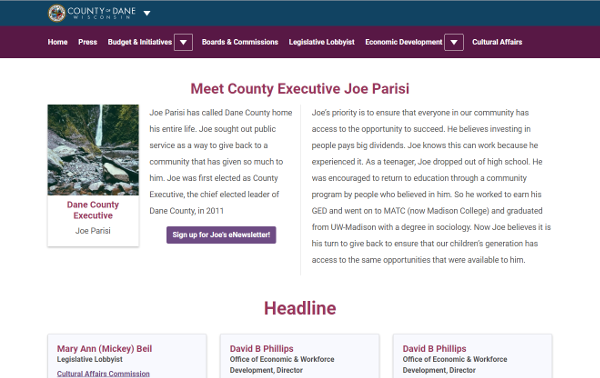 COUNTY OF DANE
WISCONSIN
Home Press Budget & Initiatives Boards & Commissions Legislative Lobbyist Economic Development Cultural Affairs
Meet County Executive Joe Parisi
Dane County
Executive
Joe Parisi
Joe Parisi has called Dane County home
his entire life. Joe sought out public
service as a way to give back to a
community that has given so much to
him. Joe was first elected as County
Executive, the chief elected leader of
Dane County, in 2011
Sign up for Joe's eNewsletter!
Joe's priority is to ensure that everyone in our community has
access to the opportunity to succeed. He believes investing in
people pays big dividends. Joe knows this can work because he
experienced it. As a teenager, Joe dropped out of high school. He
was encouraged to return to education through a community
program by people who believed in him. So he worked to earn his
GED and went on to MATC (now Madison College) and graduated
from UW-Madison with a degree in sociology. Now Joe believes it is
his turn to give back to ensure that our children's generation has
access to the same opportunities that were available to him.
Headline
Mary Ann (Mickey) Beil
Legislative Lobbyist
Cultural Affairs Commission
David B Phillips
Office of Economic & Workforce
Development, Director
David B Phillips
Office of Economic & Workforce
Development, Director